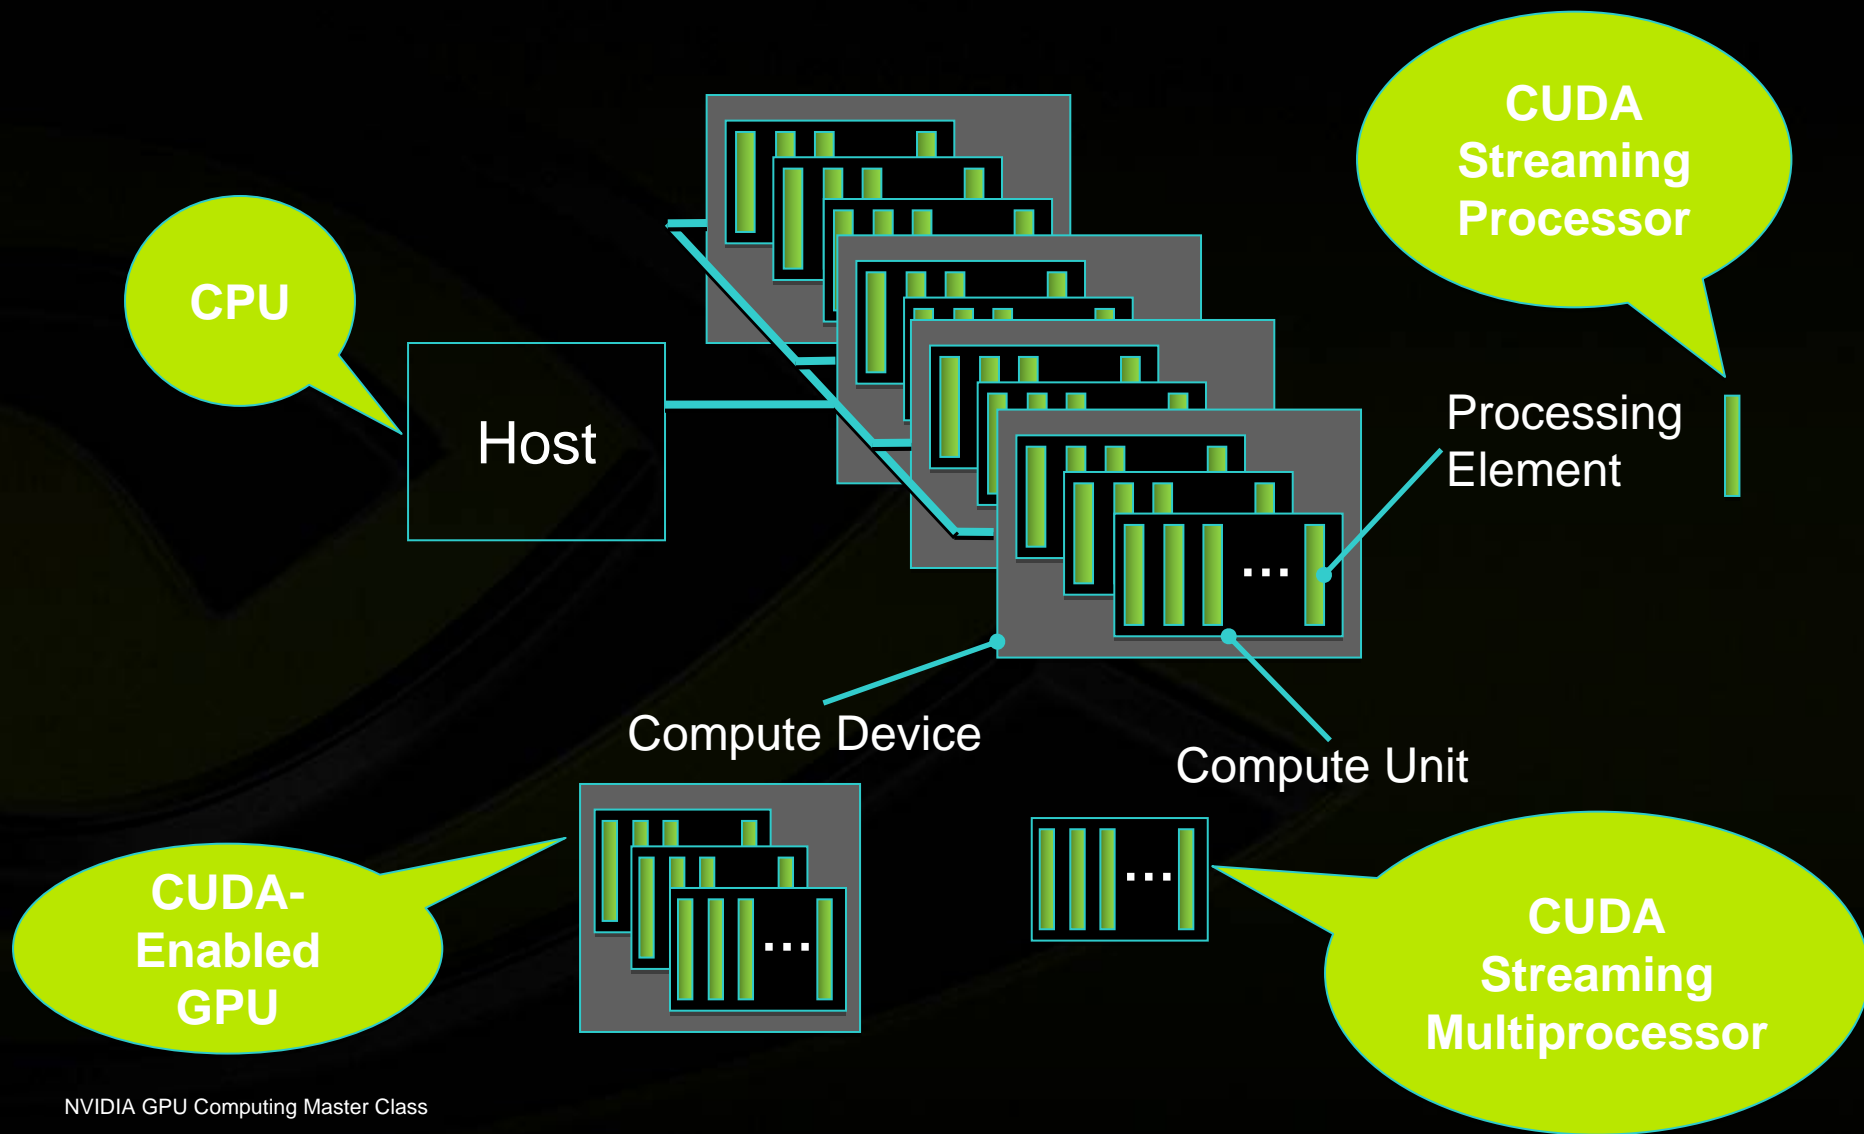 CUDA
Streaming
Processor
CPU
Host
Processing
Element
...
Compute Device
Compute Unit
...
...
CUDA-
Enabled
GPU
CUDA
Streaming
Multiprocessor
NVIDIA GPU Computing Master Class